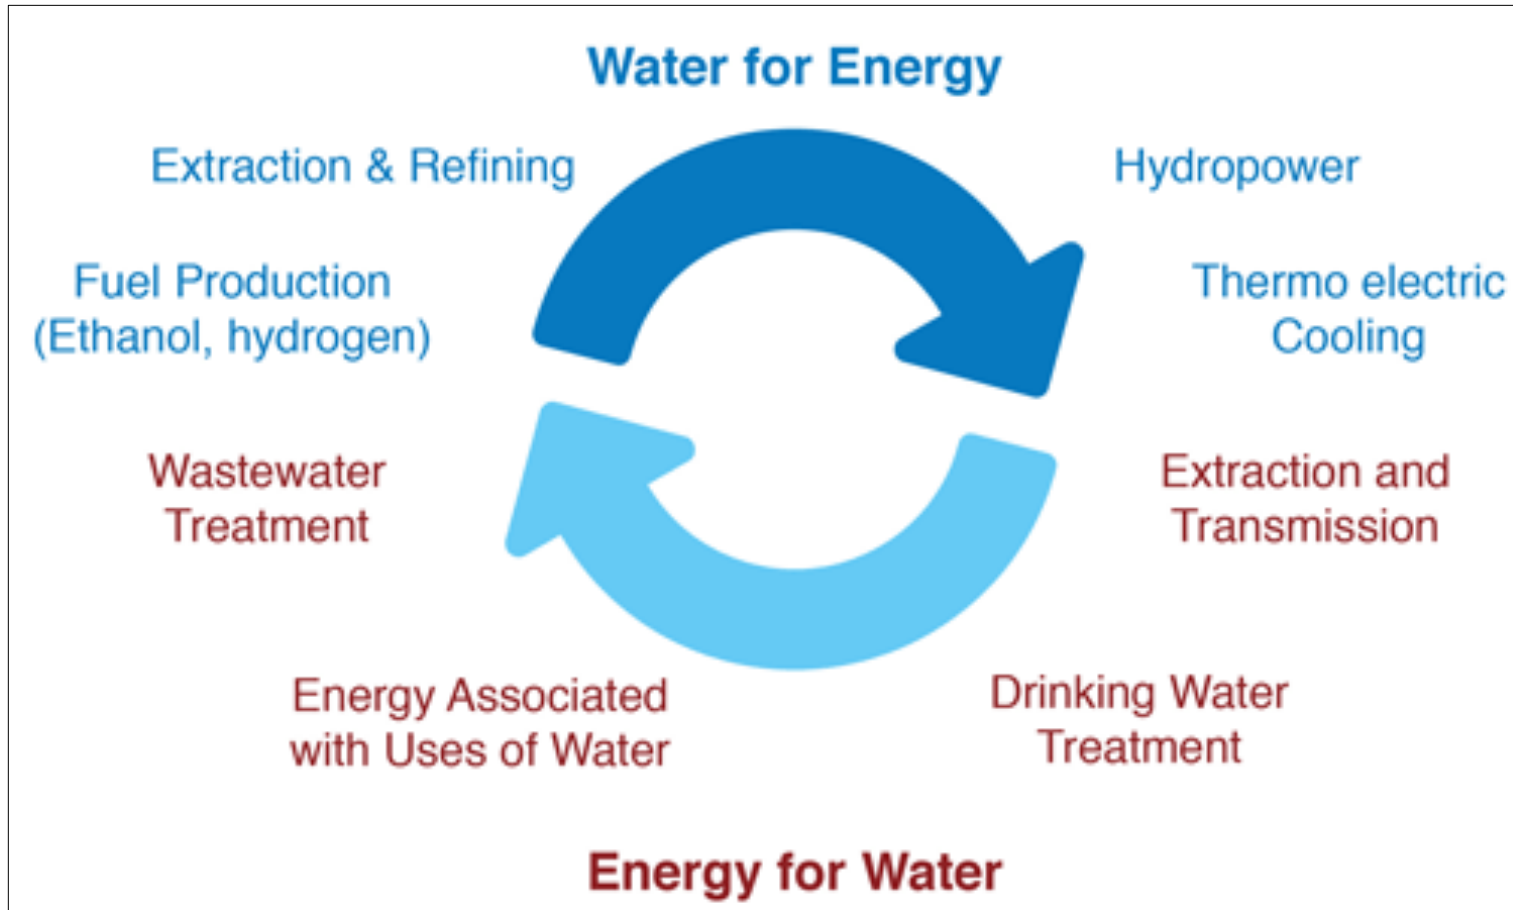 Water for Energy
Extraction & Refining
Hydropower
Fuel Production
(Ethanol, hydrogen)
Thermo electric
Cooling
Wastewater
Treatment
Extraction and
Transmission
Energy Associated
with Uses of Water
Drinking Water
Treatment
Energy for Water